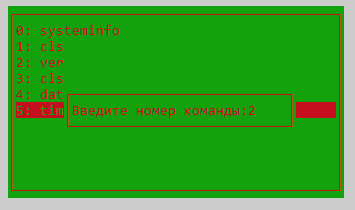 0: systeminfo
1: cls
2: ver
3: cls
4: dat
5: tim
Введите номер команды:2